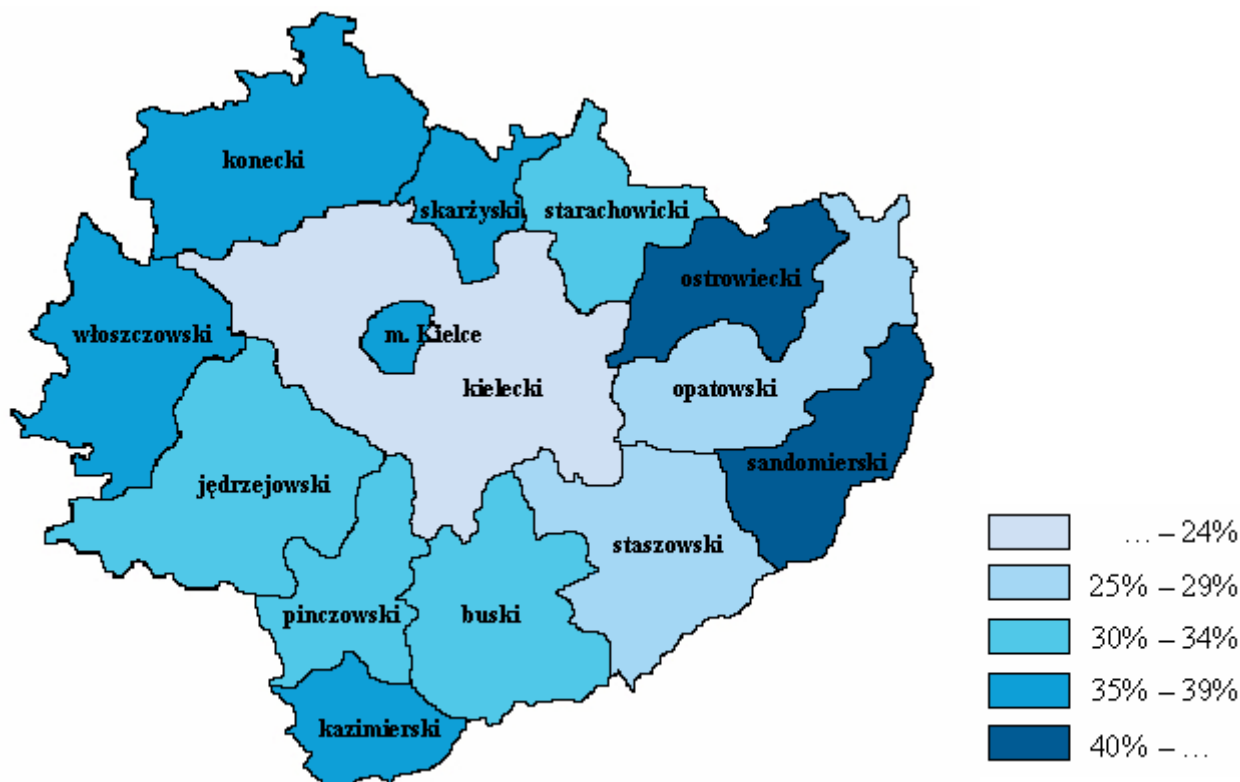 konecki
skarżyski
starachowicki
ostrowiecki
włoszczowski
m. Kielce
kielecki
opatowski
sandomierski
jędrzejowski
staszowski
pinczowski
buski
kazimierski
... – 24%
25% – 29%
30% – 34%
35% – 39%
40% – ...